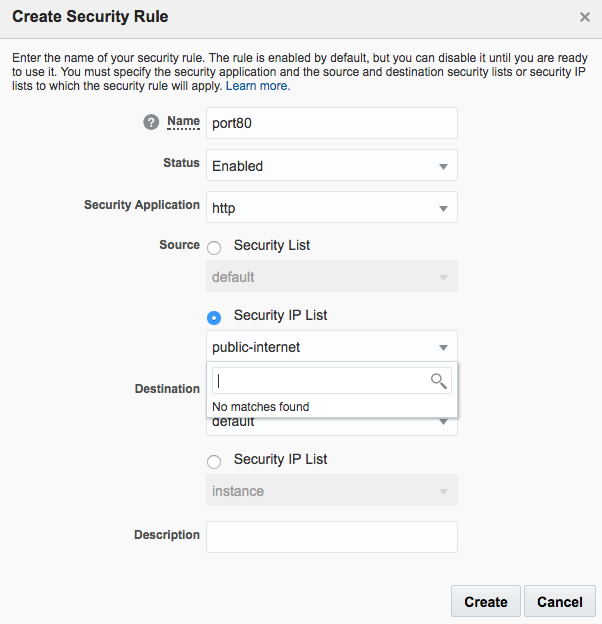 Create Security Rule ×
Enter the name of your security rule. The rule is enabled by default, but you can disable it until you are ready
to use it. You must specify the security application and the source and destination security lists or security IP
lists to which the security rule will apply. Learn more.
? Name port80
Status Enabled
Security Application http
Source Security List
default
Security IP List
public-internet
No matches found
Destination
default
Security IP List
instance
Description
Create Cancel